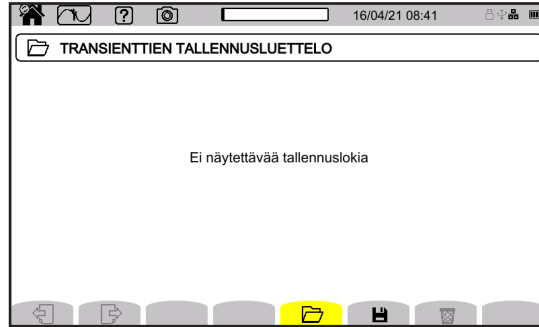 16/04/21 08:41
TRANSIENTTIEN TALLENNUSLUETTELO
Ei näytettävää tallennuslokia